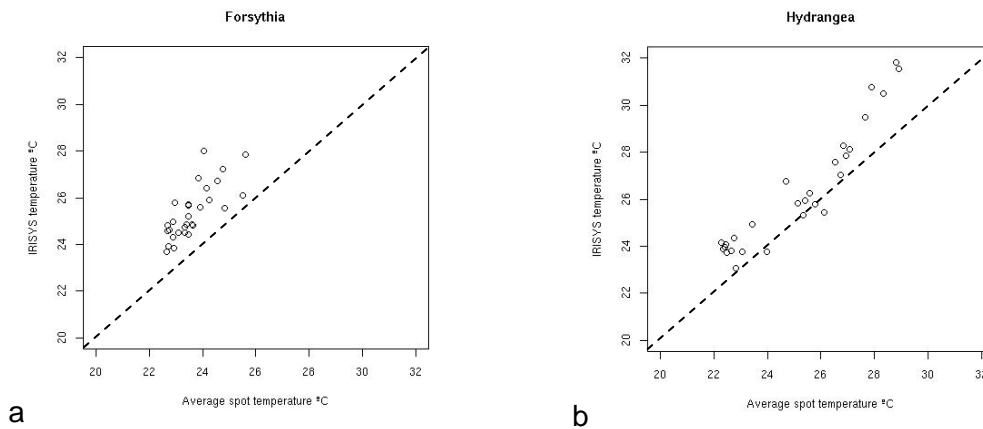 Forsythia
IRISYS temperature ºC
32
30
28
26
24
22
20
20 22 24 26 28 30 32
Average spot temperature ºC
a
Hydrangea
IRISYS temperature ºC
32
30
28
26
24
22
20
20 22 24 26 28 30 32
Average spot temperature ºC
b